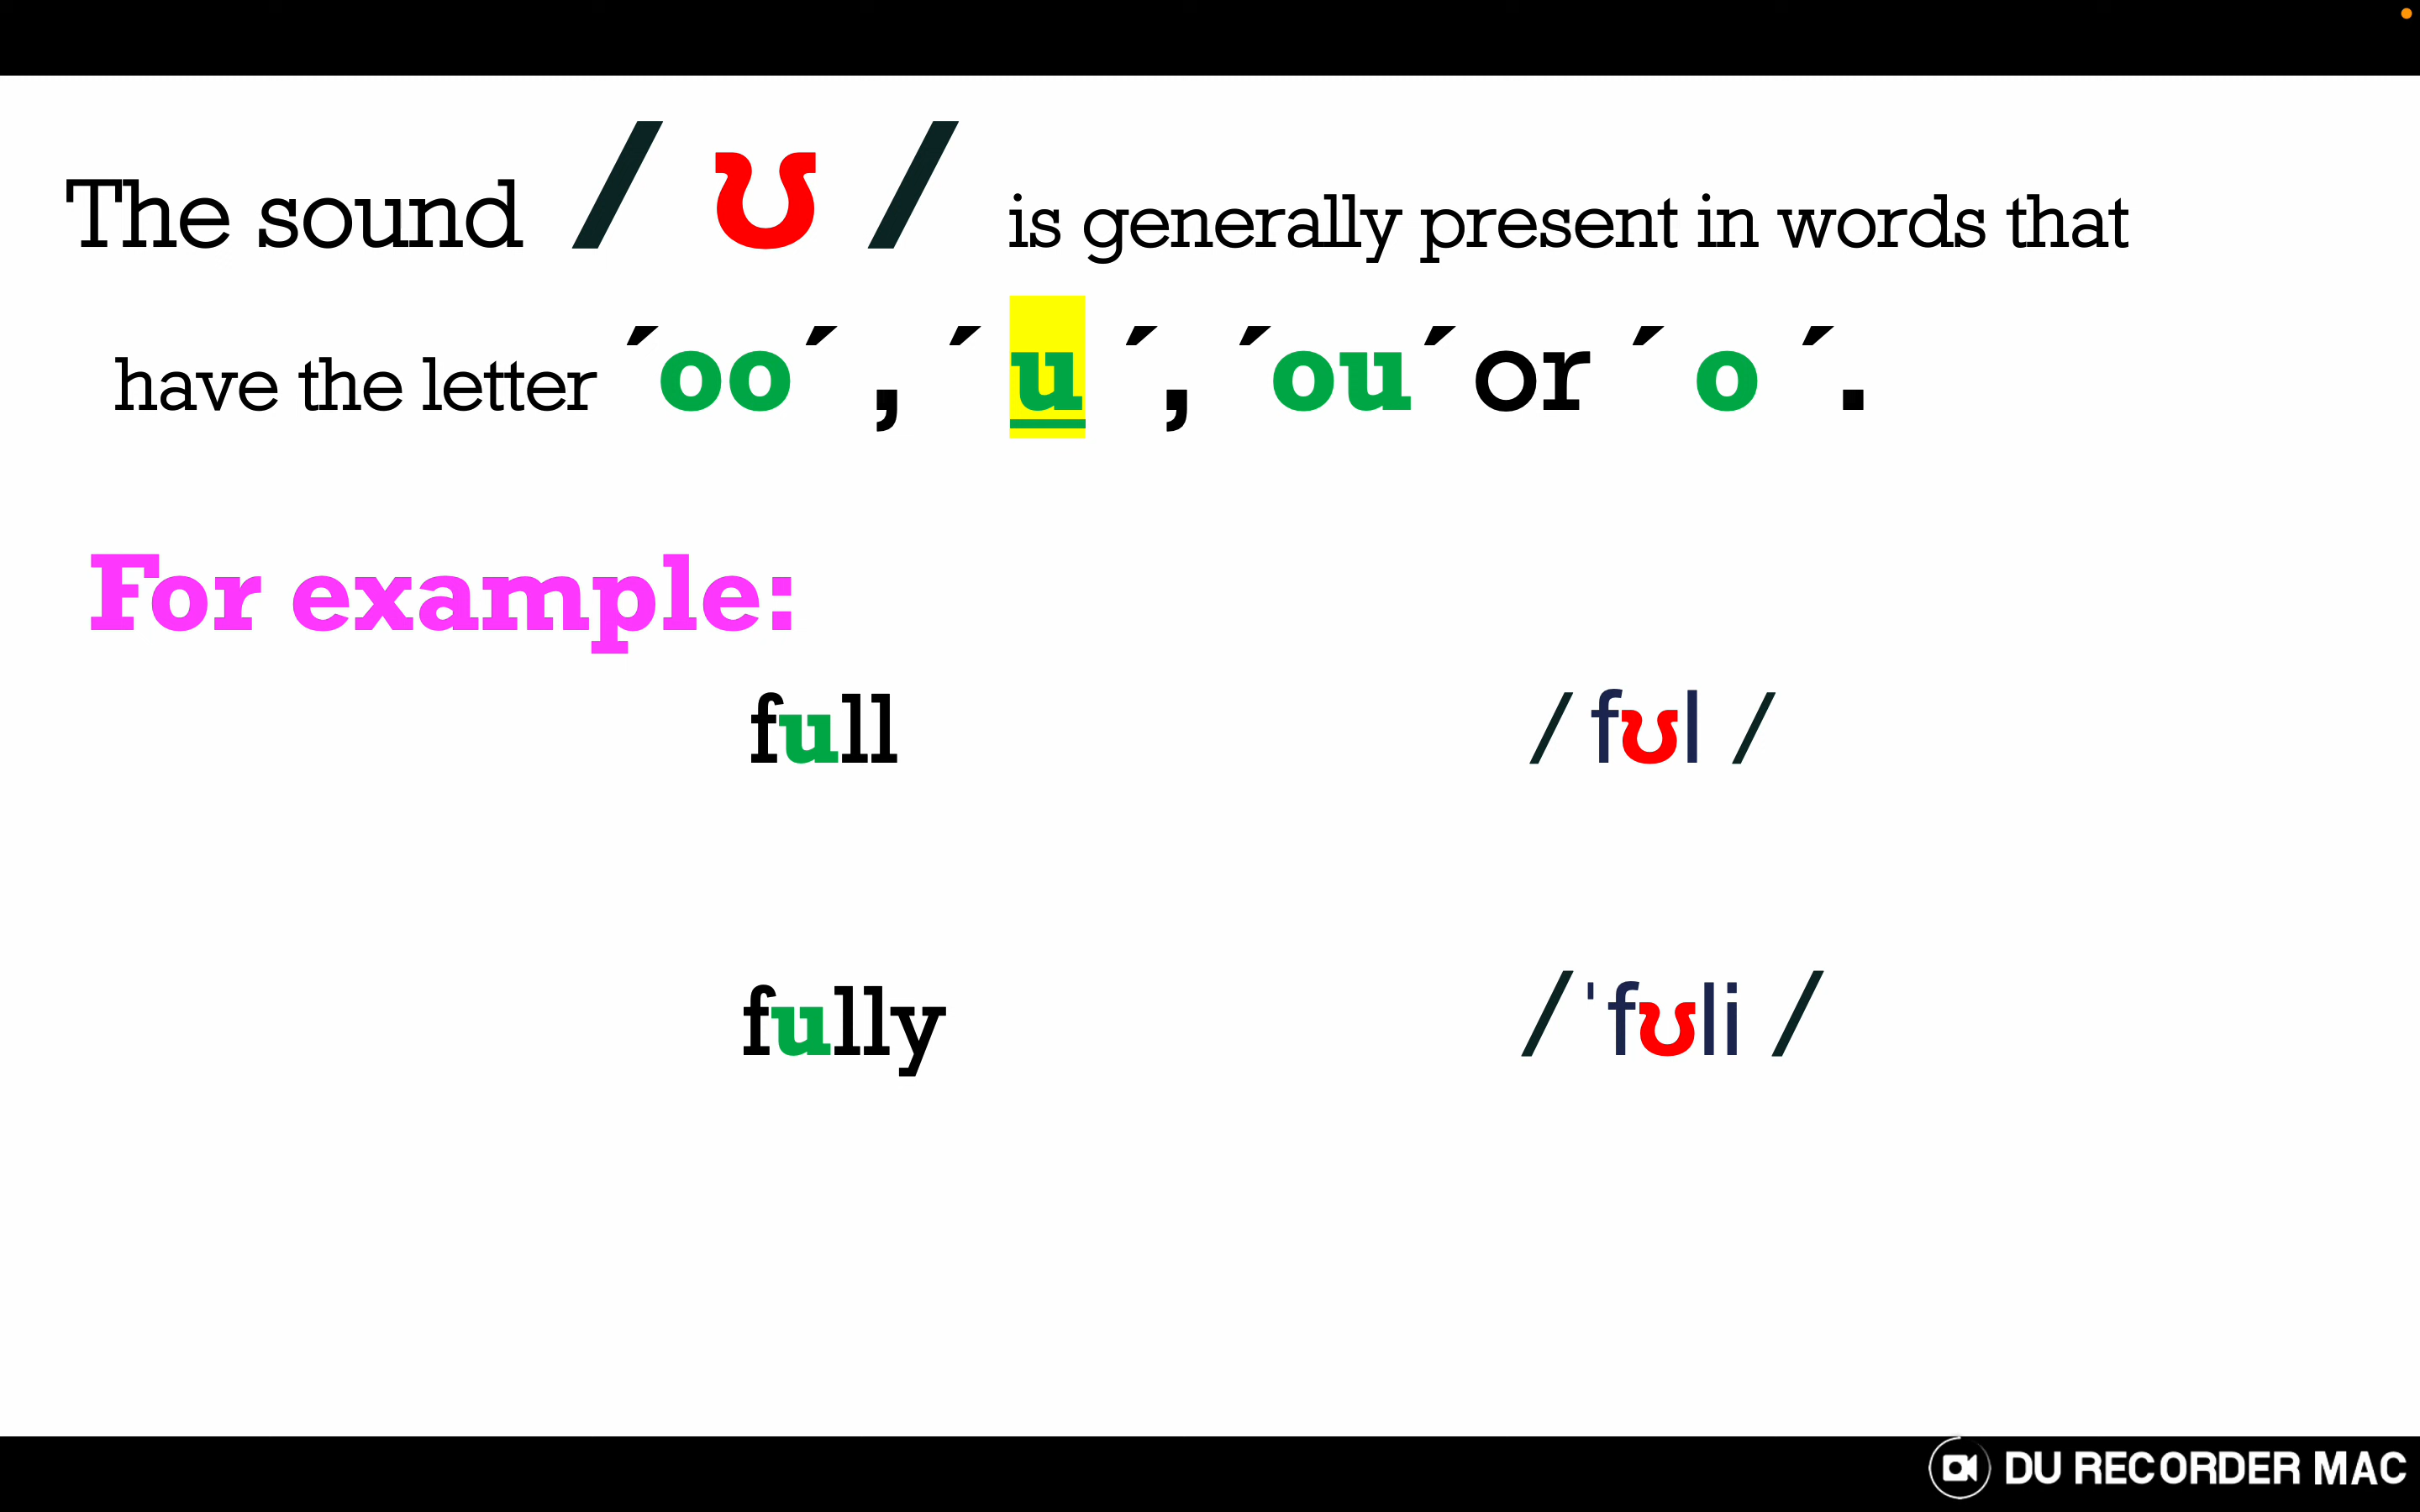 The sound / ʊ / is generally present in words that
have the letter ´oo´, ´ u ´, ´ou´ or ´ o ´.
For example:
full / fʊl /
fully / ˈfʊli /
DU RECORDER MAC